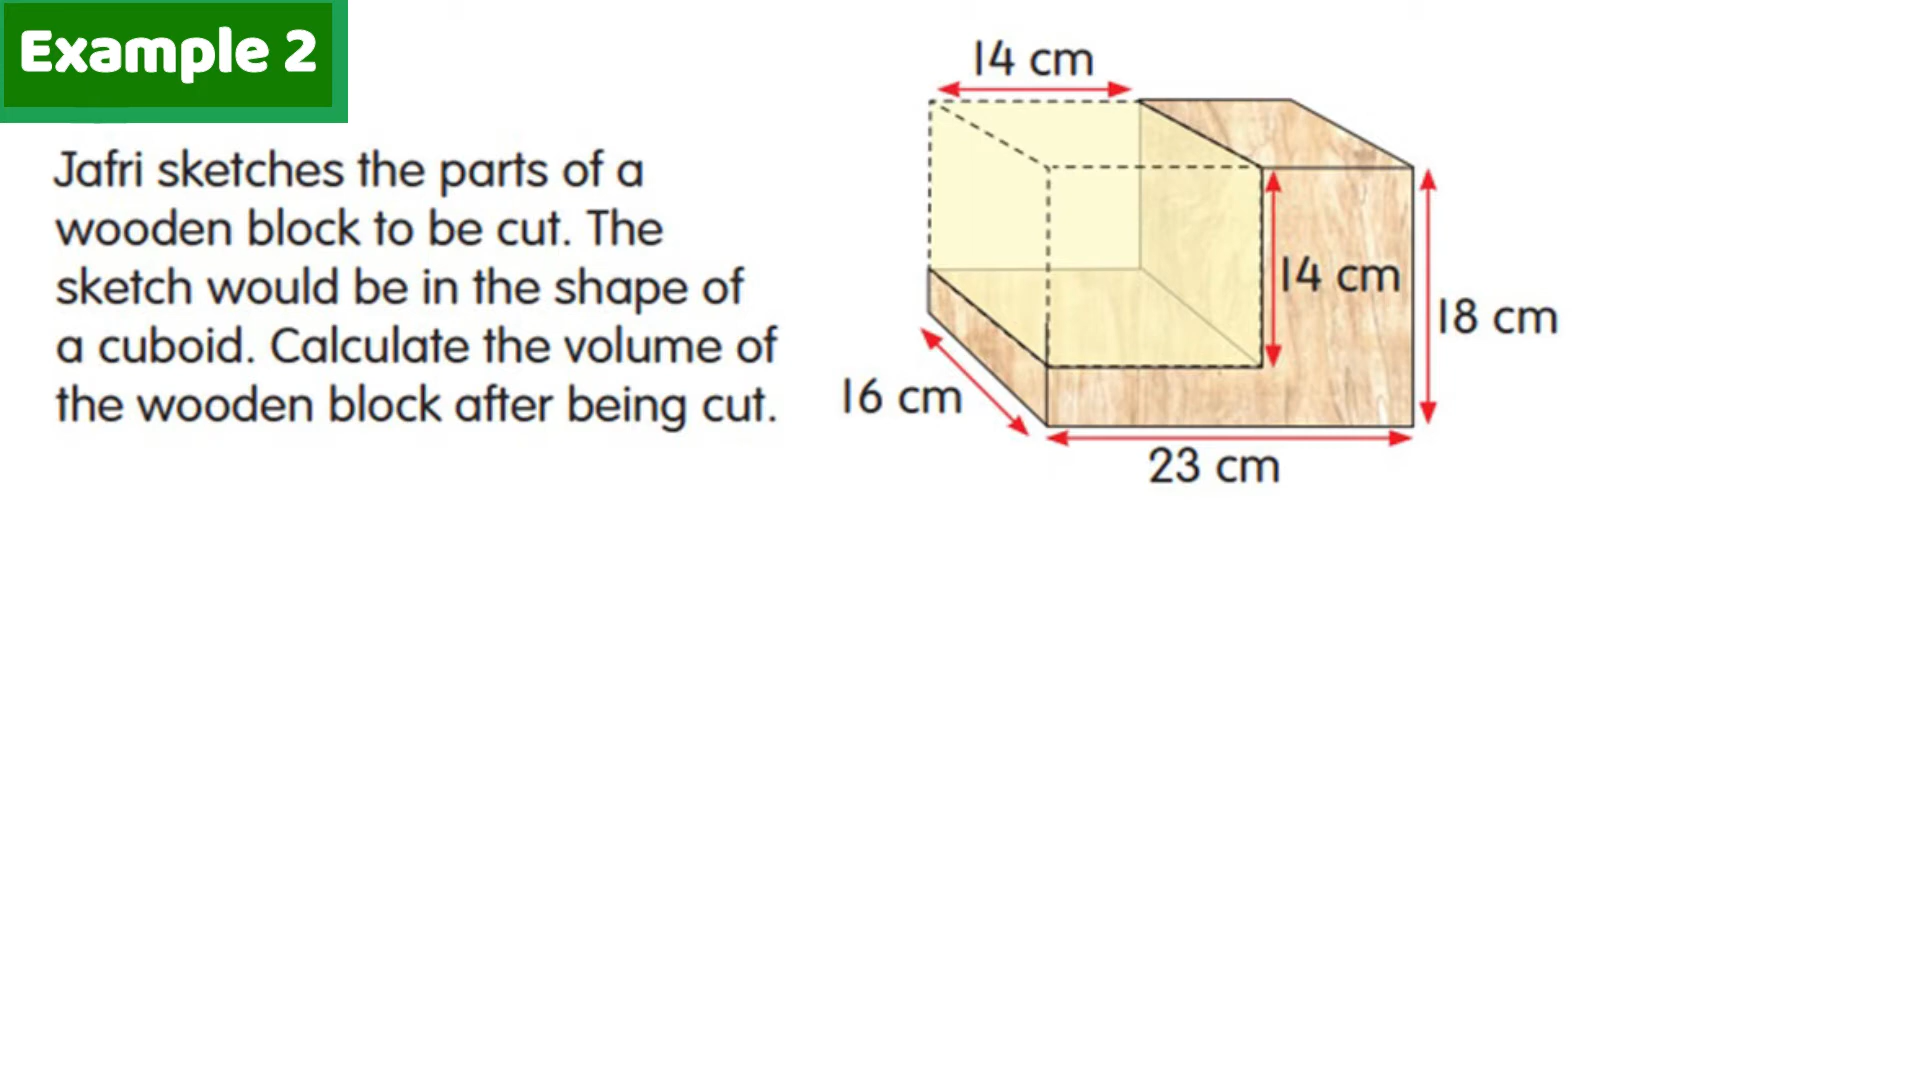 Example 2
Jafri sketches the parts of a
wooden block to be cut. The
sketch would be in the shape of
a cuboid. Calculate the volume of
the wooden block after being cut.
14 cm
14 cm
18 cm
16 cm
23 cm